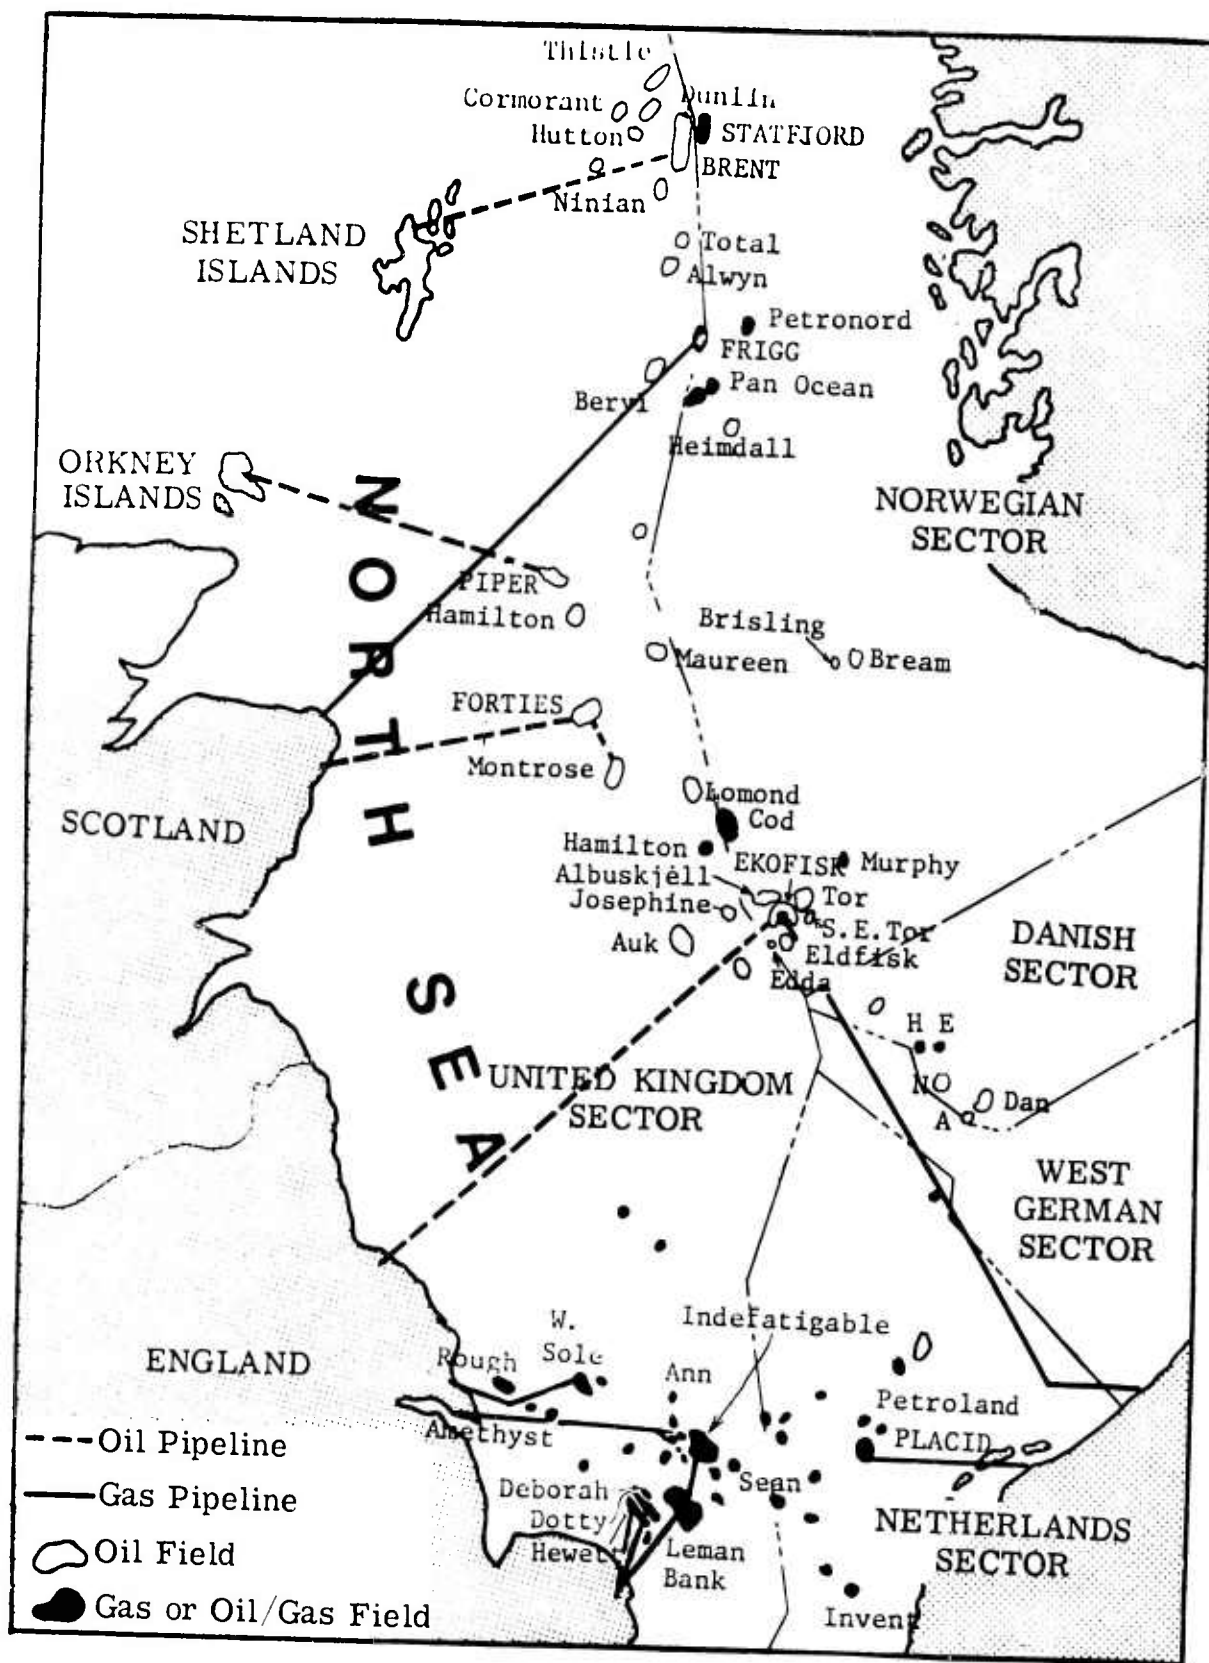 Thistle
Cormorant
Dunlin
Hutton
STATFJORD
BRENT
Ninian
SHETLAND
ISLANDS
Total
Alwyn
Petronord
FRIGG
Pan Ocean
Beryl
Heimdall
ORKNEY
ISLANDS
NORWEGIAN
SECTOR
NORTH SEA
PIPER
Hamilton
Brisling
Maureen
Bream
FORTIES
Montrose
Lomond
Cod
SCOTLAND
Hamilton
EKOFISK
Murphy
Albuskjell
Tor
Josephine
S.E.Tor
Auk
Eldfisk
Edda
DANISH
SECTOR
H E
N
A
Dan
UNITED KINGDOM
SECTOR
WEST
GERMAN
SECTOR
Indefatigable
W.
Sole
Rough
Ann
ENGLAND
Petroland
Amethyst
PLACID
Oil Pipeline
Sean
Deborah
Gas Pipeline
Dotty
Hewett
NETHERLANDS
SECTOR
Leman
Bank
Oil Field
Invent
Gas or Oil/Gas Field